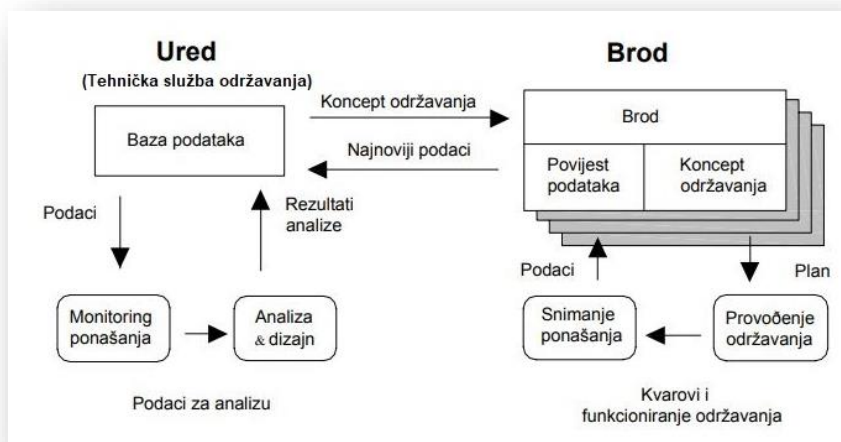 Ured
(Tehnička služba održavanja)
Baza podataka
Koncept održavanja
Najnoviji podaci
Podaci
Rezultati
analize
Monitoring
ponašanja
Analiza
& dizajn
Podaci za analizu
Brod
Brod
Povijest
podataka
Koncept
održavanja
Podaci
Plan
Snimanje
ponašanja
Provođenje
održavanja
Kvarovi i
funkcioniranje održavanja